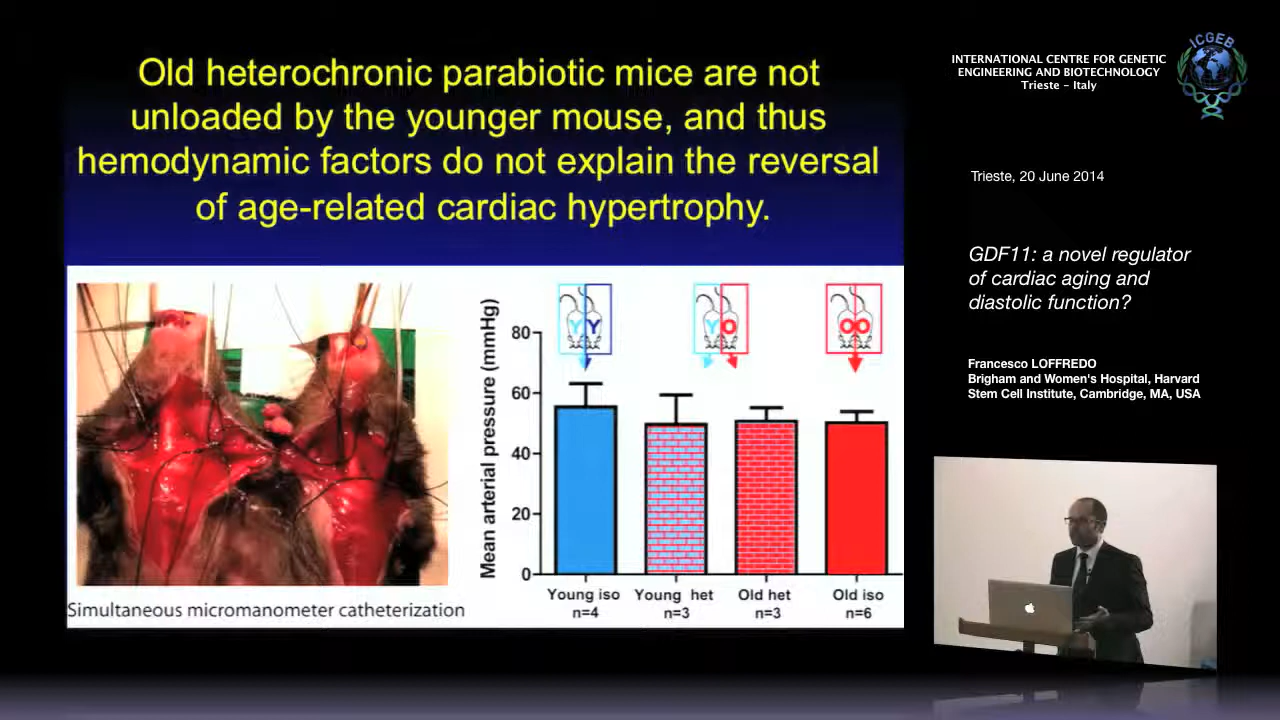 Old heterochronic parabiotic mice are not
unloaded by the younger mouse, and thus
hemodynamic factors do not explain the reversal
of age-related cardiac hypertrophy.
Simultaneous micromanometer catheterization
Mean arterial pressure (mmHg)
80
60
40
20
0
Y Y
Y O
O O
Young iso
n=4
Young het
n=3
Old het
n=3
Old iso
n=6
ICGEB
INTERNATIONAL CENTRE FOR GENETIC
ENGINEERING AND BIOTECHNOLOGY
Trieste - Italy
Trieste, 20 June 2014
GDF11: a novel regulator
of cardiac aging and
diastolic function?
Francesco LOFFREDO
Brigham and Women's Hospital, Harvard
Stem Cell Institute, Cambridge, MA, USA